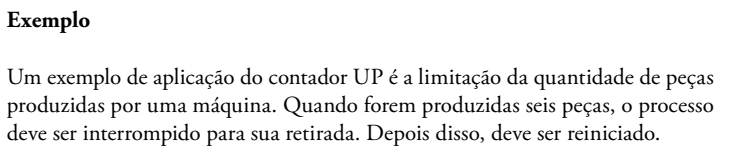 Exemplo
Um exemplo de aplicação do contador UP é a limitação da quantidade de peças
produzidas por uma máquina. Quando forem produzidas seis peças, o processo
deve ser interrompido para sua retirada. Depois disso, deve ser reiniciado.